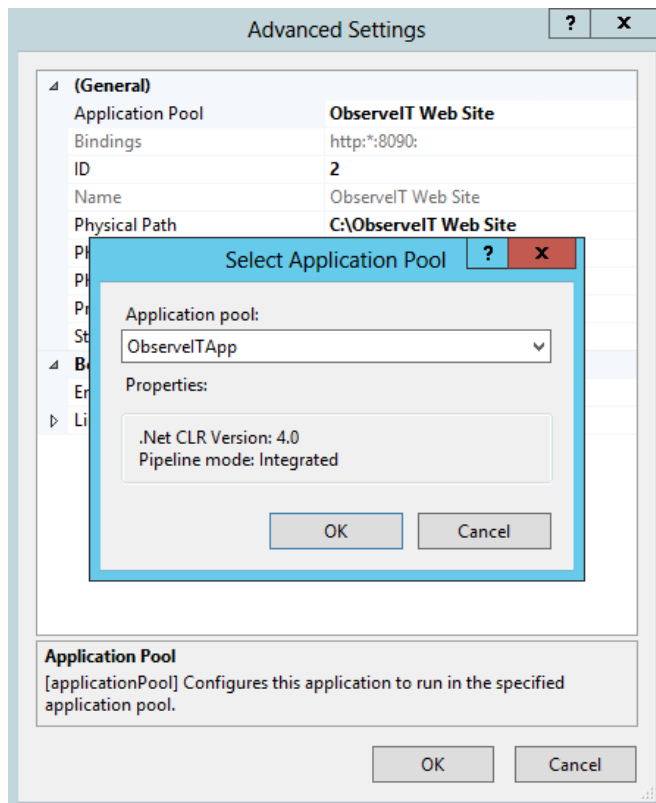 Advanced Settings
?
x
(General)
Application Pool
ObserveIT Web Site
Bindings
http:*:8090:
ID
2
Name
ObserveIT Web Site
Physical Path
C:\ObserveIT Web Site
Select Application Pool
?
x
Application pool:
ObserveITApp
Properties:
.Net CLR Version: 4.0
Pipeline mode: Integrated
OK
Cancel
Application Pool
[applicationPool] Configures this application to run in the specified
application pool.
OK
Cancel